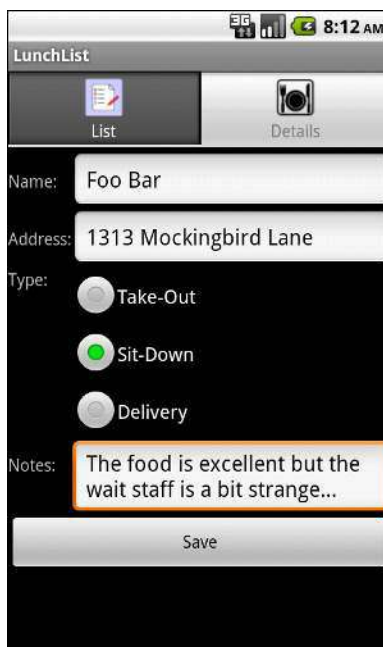 3G 8:12 AM
LunchList
List Details
Name: Foo Bar
Address: 1313 Mockingbird Lane
Type:
Take-Out
Sit-Down
Delivery
Notes: The food is excellent but the
wait staff is a bit strange...
Save